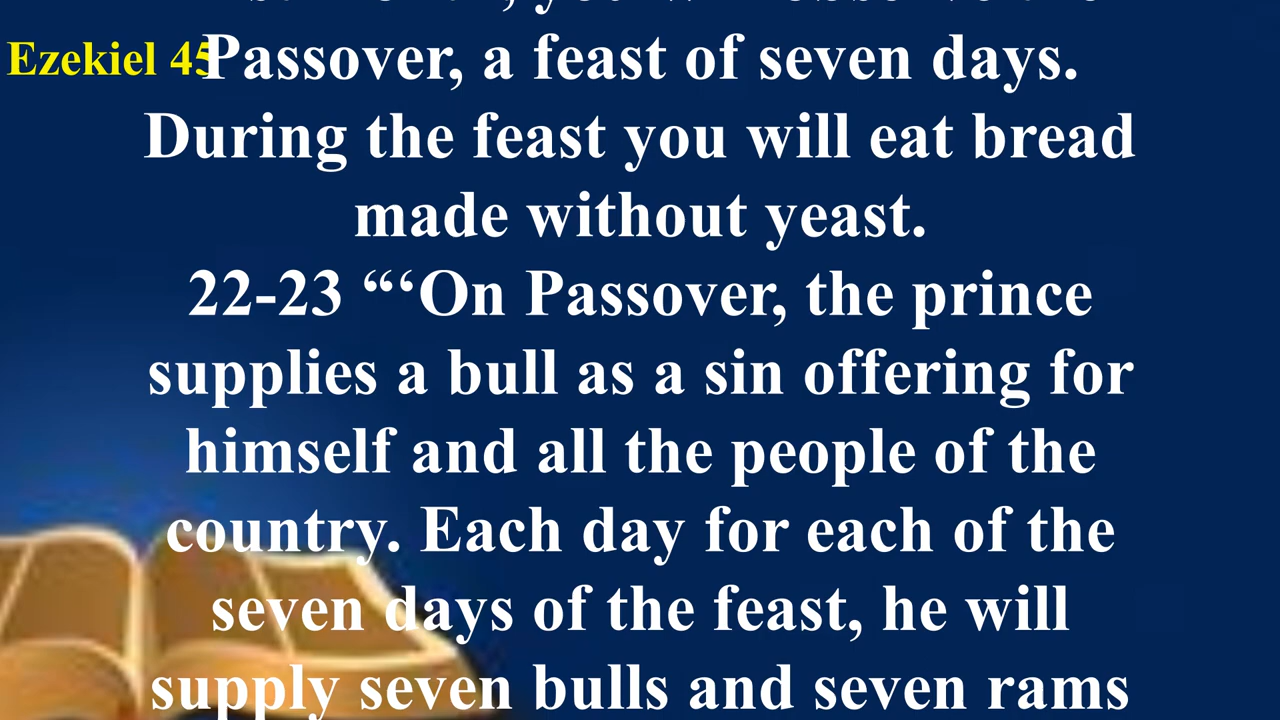 Ezekiel 45
Passover, a feast of seven days.
During the feast you will eat bread
made without yeast.
22-23 “‘On Passover, the prince
supplies a bull as a sin offering for
himself and all the people of the
country. Each day for each of the
seven days of the feast, he will
supply seven bulls and seven rams